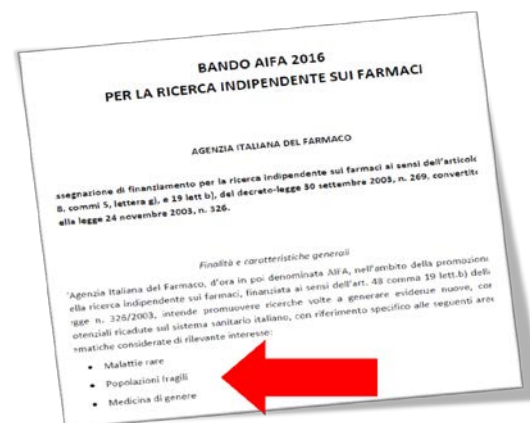 BANDO AIFA 2016
PER LA RICERCA INDIPENDENTE SUI FARMACI
AGENZIA ITALIANA DEL FARMACO
ssegnazione di finanziamento per la ricerca indipendente sui farmaci ai sensi dell'articolo
8, commi 5, lettera g), e 19 lett b), del decreto-legge 30 settembre 2003, n. 269, convertito
ella legge 24 novembre 2003, n. 326.
Finalità e caratteristiche generali
'Agenzia Italiana del Farmaco, d'ora in poi denominata AIFA, nell'ambito della promozione
ella ricerca indipendente sui farmaci, finanziata ai sensi dell'art. 48 comma 19 lett.b) della
gge n. 326/2003, intende promuovere ricerche volte a generare evidenze nuove, con
otenziali ricadute sul sistema sanitario italiano, con riferimento specifico alle seguenti aree
ematiche considerate di rilevante interesse:
• Malattie rare
• Popolazioni fragili
• Medicina di genere